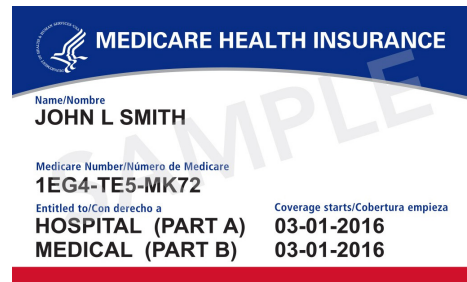 MEDICARE HEALTH INSURANCE
SAMPLE
Name/Nombre
JOHN L SMITH
Medicare Number/Número de Medicare
1EG4-TE5-MK72
Entitled to/Con derecho a Coverage starts/Cobertura empieza
HOSPITAL (PART A) 03-01-2016
MEDICAL (PART B) 03-01-2016